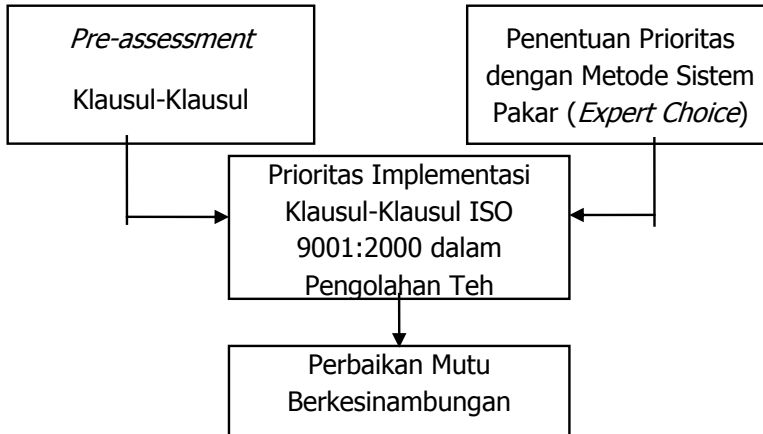 Pre-assessment
Klausul-Klausul
Penentuan Prioritas
dengan Metode Sistem
Pakar (Expert Choice)
Prioritas Implementasi
Klausul-Klausul ISO
9001:2000 dalam
Pengolahan Teh
Perbaikan Mutu
Berkesinambungan